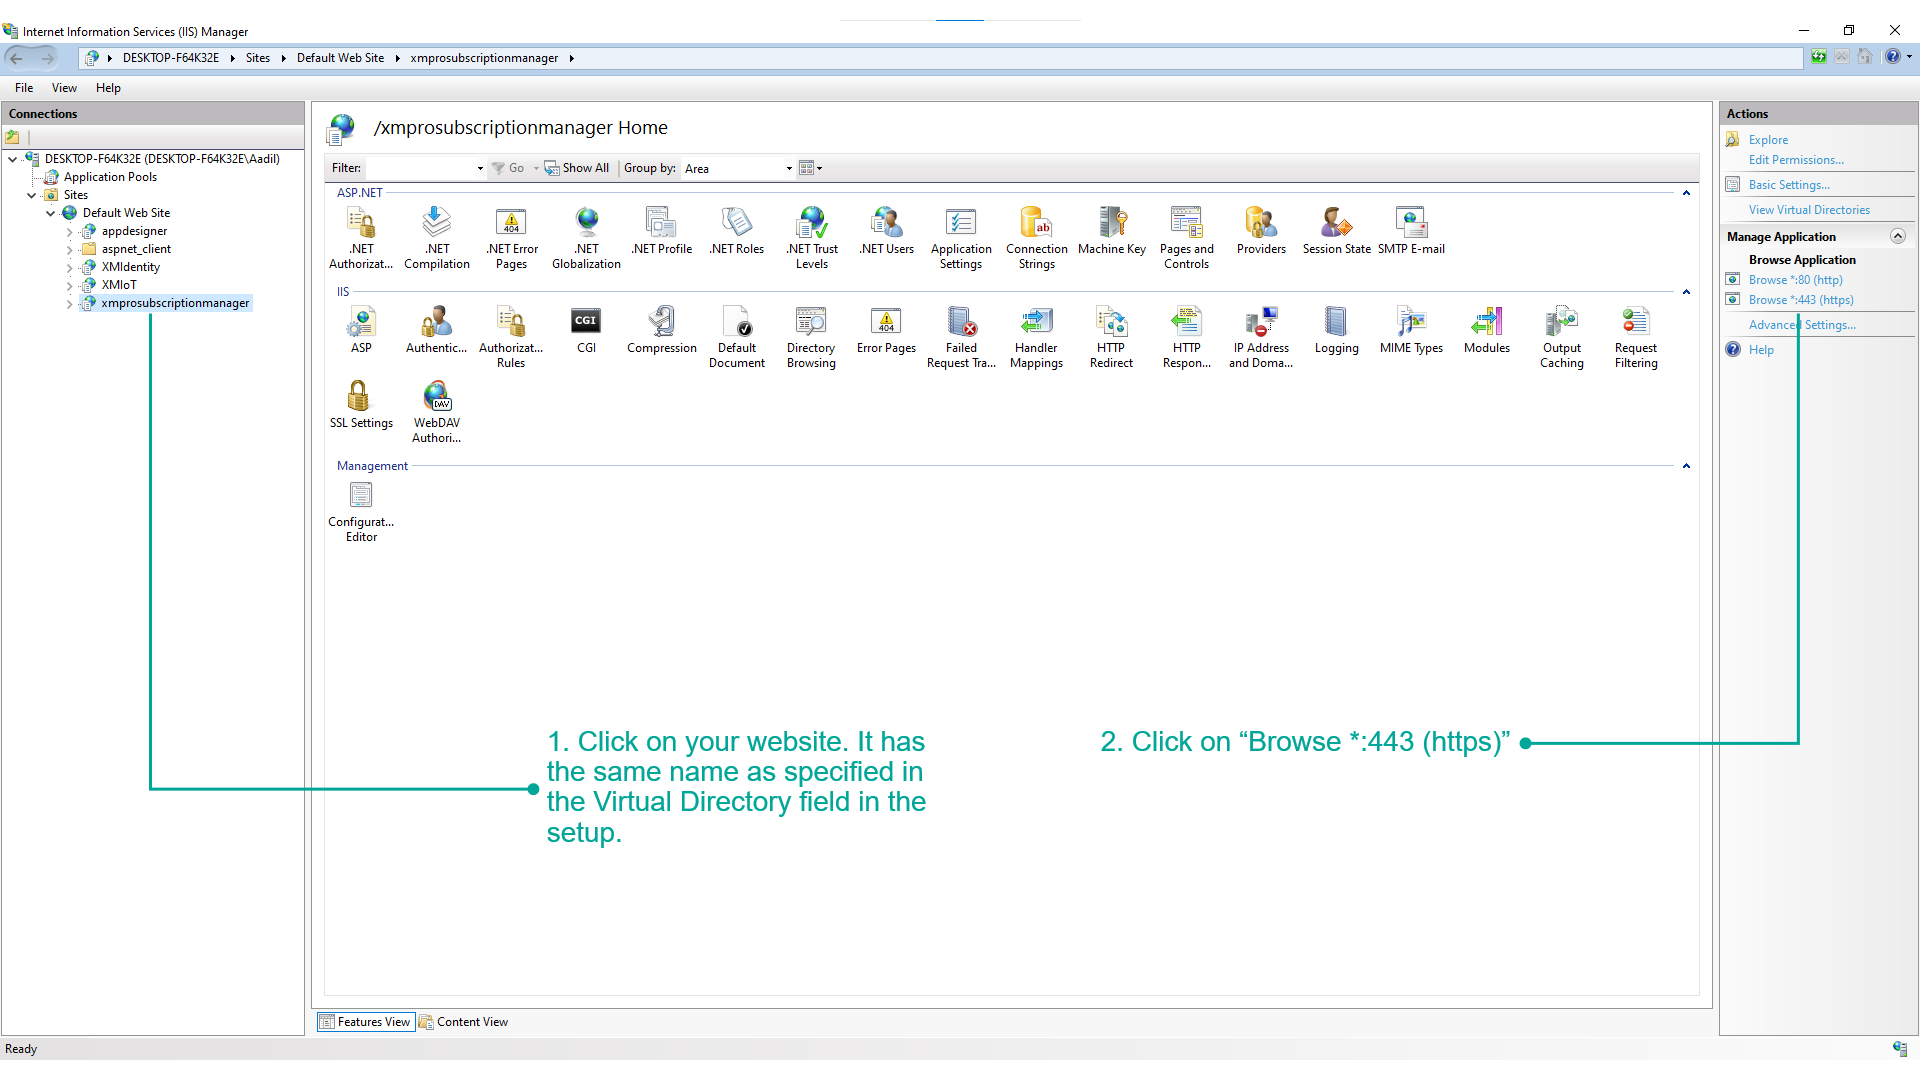 Internet Information Services (IIS) Manager
DESKTOP-F64K32E Sites Default Web Site xmprosubscriptionmanager
File View Help
Connections
DESKTOP-F64K32E (DESKTOP-F64K32E\Aadil)
Application Pools
Sites
Default Web Site
appdesigner
aspnet_client
XMIdentity
XMIoT
xmprosubscriptionmanager
/xmprosubscriptionmanager Home
Filter: Go Show All Group by: Area
ASP.NET
.NET Authorizat...
.NET Compilation
.NET Error Pages
404
.NET Globalization
.NET Profile
.NET Roles
.NET Trust Levels
.NET Users
Application Settings
ab
Connection Strings
Machine Key
Pages and Controls
Providers
Session State
SMTP E-mail
IIS
ASP
Authentic...
Authorizat... Rules
CGI
CGI
Compression
Default Document
Directory Browsing
404
Error Pages
Failed Request Tra...
Handler Mappings
HTTP Redirect
HTTP Respon...
IP Address and Doma...
Logging
MIME Types
Modules
Output Caching
Request Filtering
SSL Settings
DAV
WebDAV Authori...
Management
Configurat... Editor
1. Click on your website. It has
the same name as specified in
the Virtual Directory field in the
setup.
2. Click on “Browse *:443 (https)”
Features View Content View
Actions
Explore
Edit Permissions...
Basic Settings...
View Virtual Directories
Manage Application
Browse Application
Browse *:80 (http)
Browse *:443 (https)
Advanced Settings...
Help
Ready